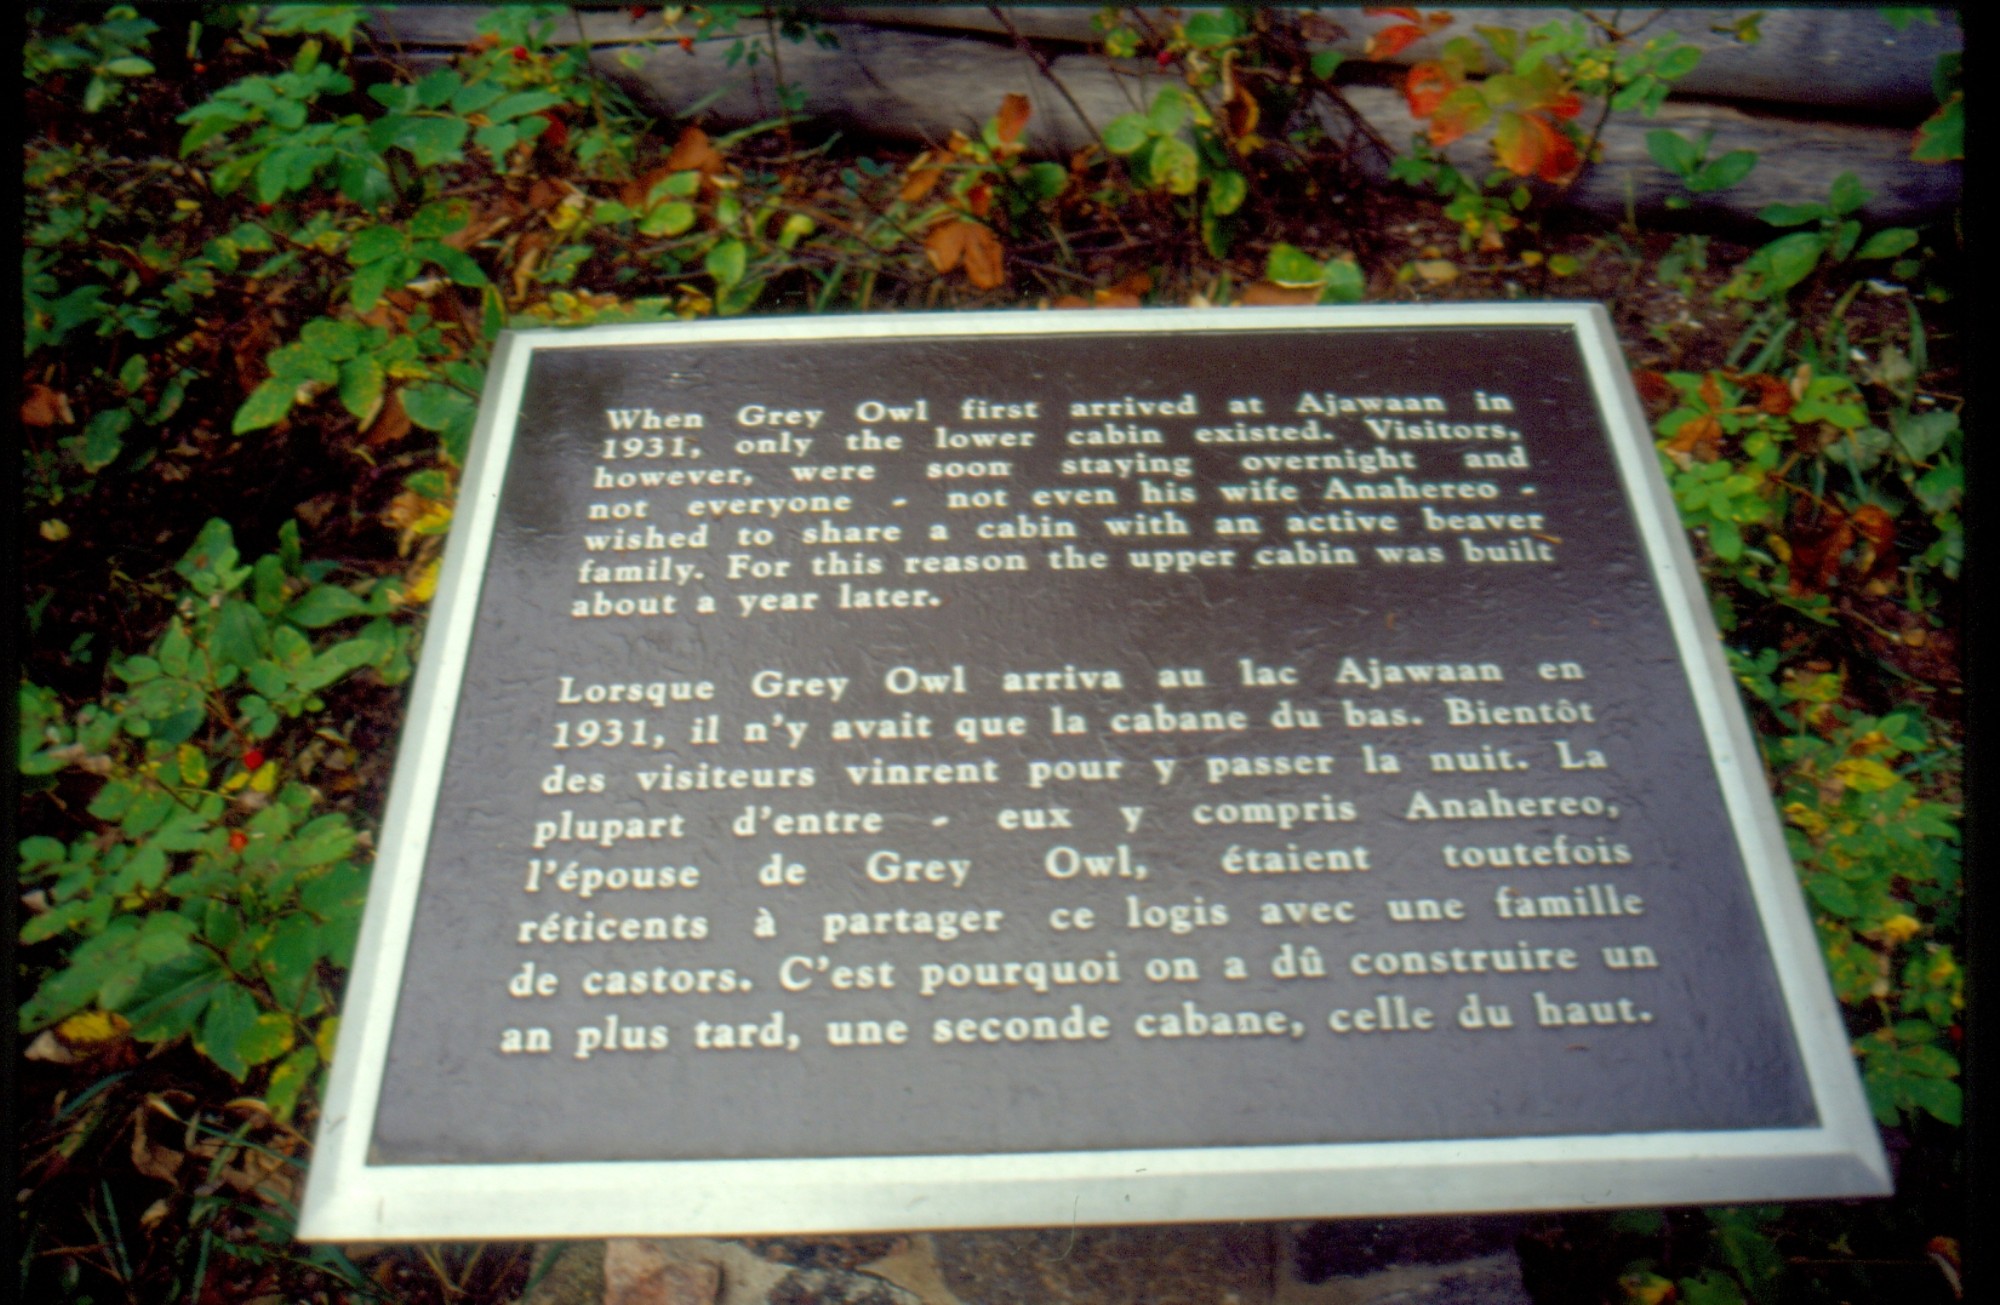 When Grey Owl first arrived at Ajawaan in
1931, only the lower cabin existed. Visitors,
however, were soon staying overnight and
not everyone - not even his wife Anahereo -
wished to share a cabin with an active beaver
family. For this reason the upper cabin was built
about a year later.
Lorsque Grey Owl arriva au lac Ajawaan en
1931, il n'y avait que la cabane du bas. Bientôt
des visiteurs vinrent pour y passer la nuit. La
plupart d'entre - eux y compris Anahereo,
l'épouse de Grey Owl, étaient toutefois
réticents à partager ce logis avec une famille
de castors. C'est pourquoi on a dû construire un
an plus tard, une seconde cabane, celle du haut.